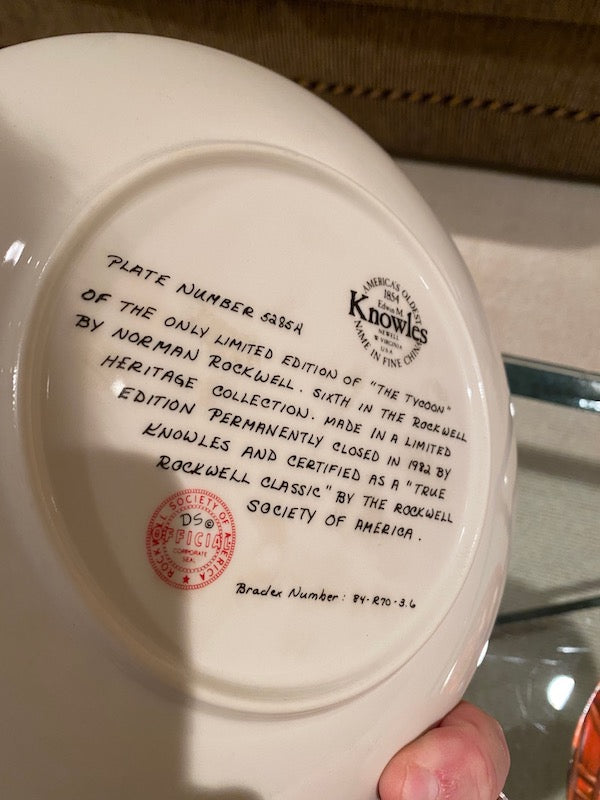 PLATE NUMBER 5285H
OF THE ONLY LIMITED EDITION OF "THE TYCOON"
BY NORMAN ROCKWELL. SIXTH IN THE ROCKWELL
HERITAGE COLLECTION. MADE IN A LIMITED
EDITION PERMANENTLY CLOSED IN 1982 BY
KNOWLES AND CERTIFIED AS A "TRUE
ROCKWELL CLASSIC" BY THE ROCKWELL
SOCIETY OF AMERICA.
AMERICA'S OLDEST
1854
Edwin M.
Knowles
NEWELL
W VIRGINIA
U.S.A.
NAME IN FINE CHINA
ROCKWELL SOCIETY OF AMERICA
DS©
OFFICIAL
CORPORATE
SEAL
Bradex Number: 84-R70-3.6